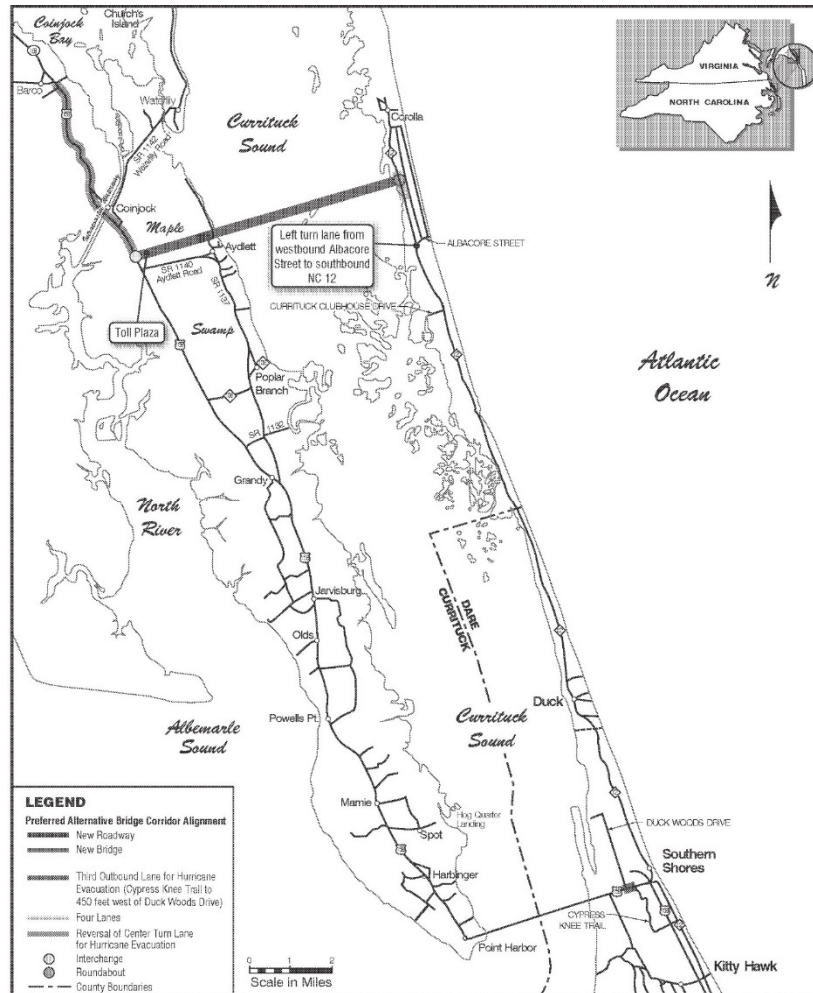 Coinjock
Bay
Church's
Island
Barco
Waterlily
SR 1142
Waterlily Road
Coinjock
Maple
Aydlett
SR 1140
Aydlett Road
SR 1137
Toll Plaza
Swamp
Currituck
Sound
Corolla
Left turn lane from
westbound Albacore
Street to southbound
NC 12
ALBACORE STREET
CURRITUCK CLUBHOUSE DRIVE
VIRGINIA
NORTH CAROLINA
N
Atlantic
Ocean
Poplar
Branch
SR 1132
Grandy
North
River
Jarvisburg
Olds
DARE
CURRITUCK
Albemarle
Sound
Powells Pt.
Currituck
Sound
Duck
Mamie
Hog Quarter
Landing
Spot
DUCK WOODS DRIVE
Harbinger
Southern
Shores
CYPRESS
KNEE TRAIL
Point Harbor
Kitty Hawk
LEGEND
Preferred Alternative Bridge Corridor Alignment
New Roadway
New Bridge
Third Outbound Lane for Hurricane
Evacuation (Cypress Knee Trail to
450 feet west of Duck Woods Drive)
Four Lanes
Reversal of Center Turn Lane
for Hurricane Evacuation
Interchange
Roundabout
County Boundaries
0 2
Scale in Miles